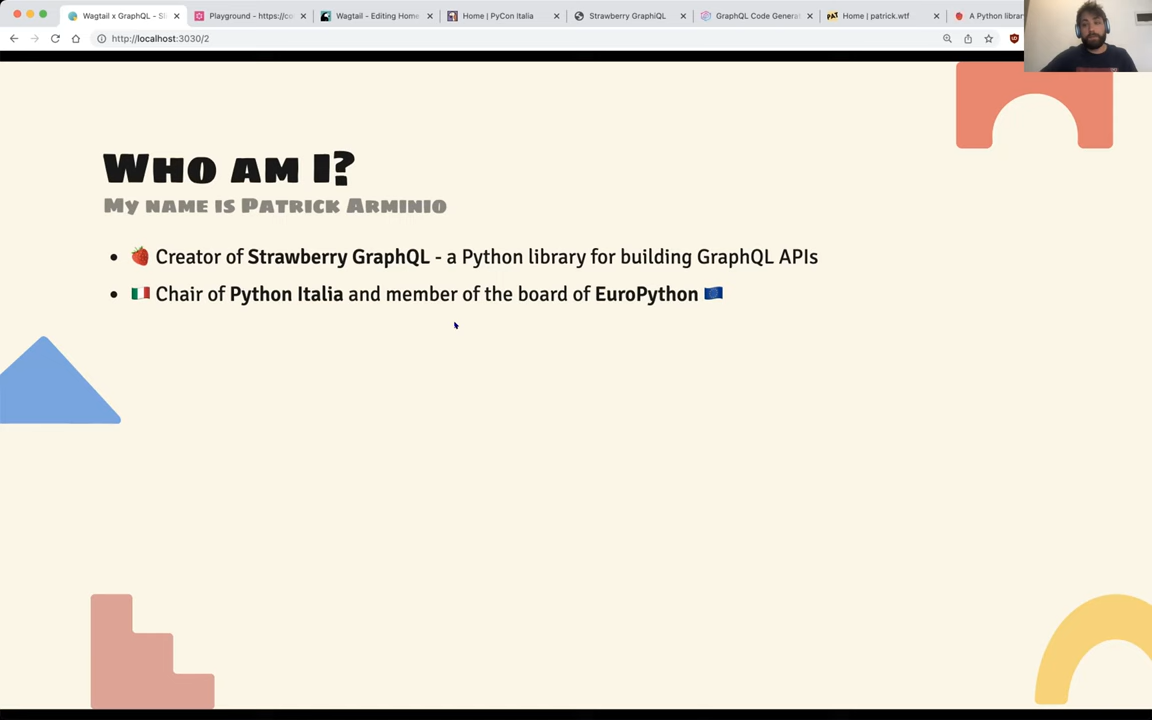 Wagtail x GraphQL - Sl
Playground - https://co
Wagtail - Editing Home
Home | PyCon Italia
Strawberry GraphiQL
GraphQL Code Generat
Home | patrick.wtf
A Python librar
http://localhost:3030/2
Who am I?
My name is Patrick Arminio
🍓 Creator of Strawberry GraphQL - a Python library for building GraphQL APIs
🇮🇹 Chair of Python Italia and member of the board of EuroPython 🇪🇺